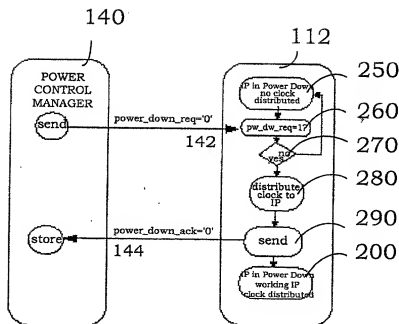 140
112
POWER
CONTROL
MANAGER
IP in Power Down
no clock
distributed
250
send
power_down_req='0'
142
pw_dw_req=1?
260
no
yes
270
distribute
clock to
IP
280
store
power_down_ack='0'
144
send
290
IP in Power Down
working IP
clock distributed
200